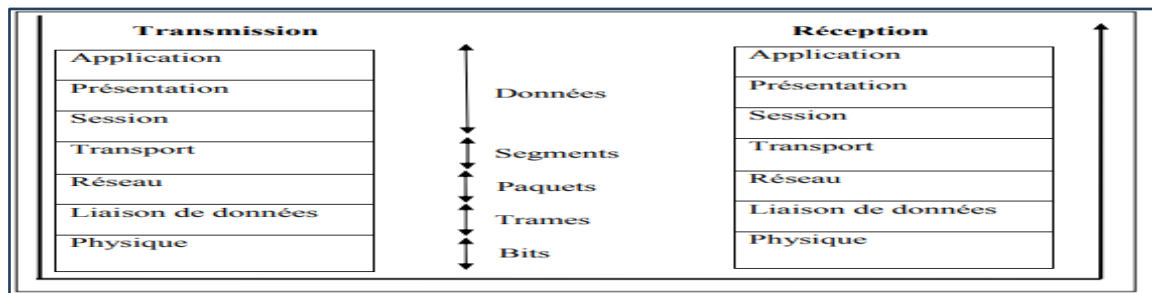 Transmission
Application
Présentation
Session
Transport
Réseau
Liaison de données
Physique
Données
Segments
Paquets
Trames
Bits
Réception
Application
Présentation
Session
Transport
Réseau
Liaison de données
Physique